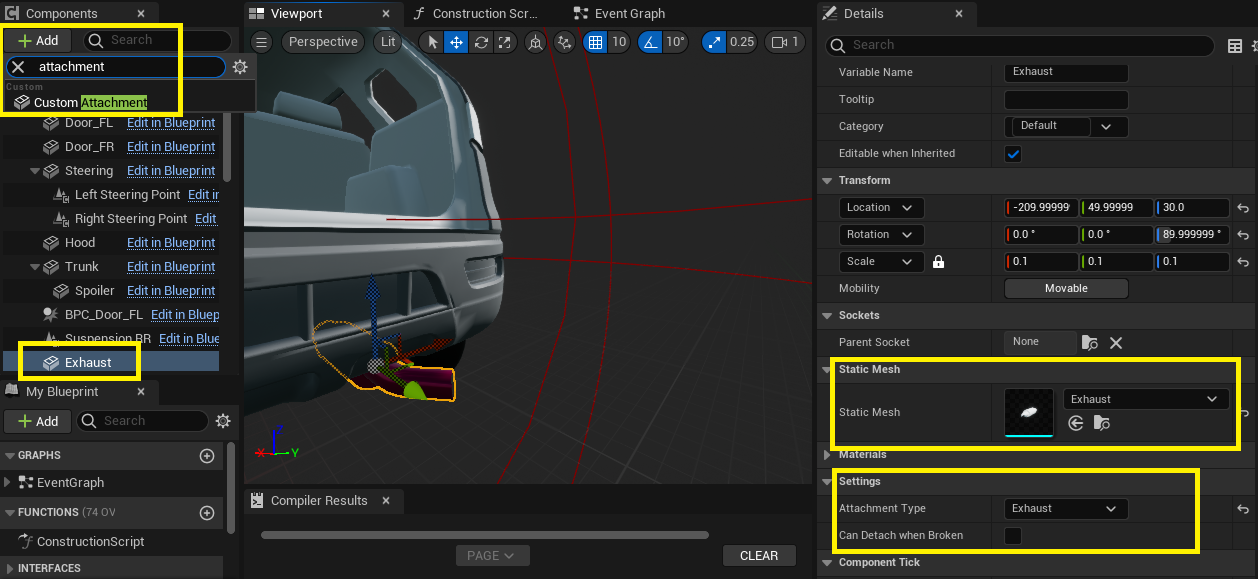 Components
Add
Search
attachment
Custom
Custom Attachment
Door_FL Edit in Blueprint
Door_FR Edit in Blueprint
Steering Edit in Blueprint
Left Steering Point Edit ir
Right Steering Point Edit
Hood Edit in Blueprint
Trunk Edit in Blueprint
Spoiler Edit in Blueprint
BPC_Door_FL Edit in Bluep
Suspension RR Edit in Blue
Exhaust
My Blueprint
Add
Search
GRAPHS
EventGraph
FUNCTIONS (74 OV
ConstructionScript
INTERFACES
Viewport
Construction Scr...
Event Graph
Perspective
Lit
10
10°
0.25
1
X
Y
Compiler Results
PAGE
CLEAR
Details
Search
Variable Name Exhaust
Tooltip
Category Default
Editable when Inherited
Transform
Location -209.99999 49.99999 30.0
Rotation 0.0 ° 0.0 ° 89.999999 °
Scale 0.1 0.1 0.1
Mobility Movable
Sockets
Parent Socket None
Static Mesh
Static Mesh Exhaust
Materials
Settings
Attachment Type Exhaust
Can Detach when Broken
Component Tick